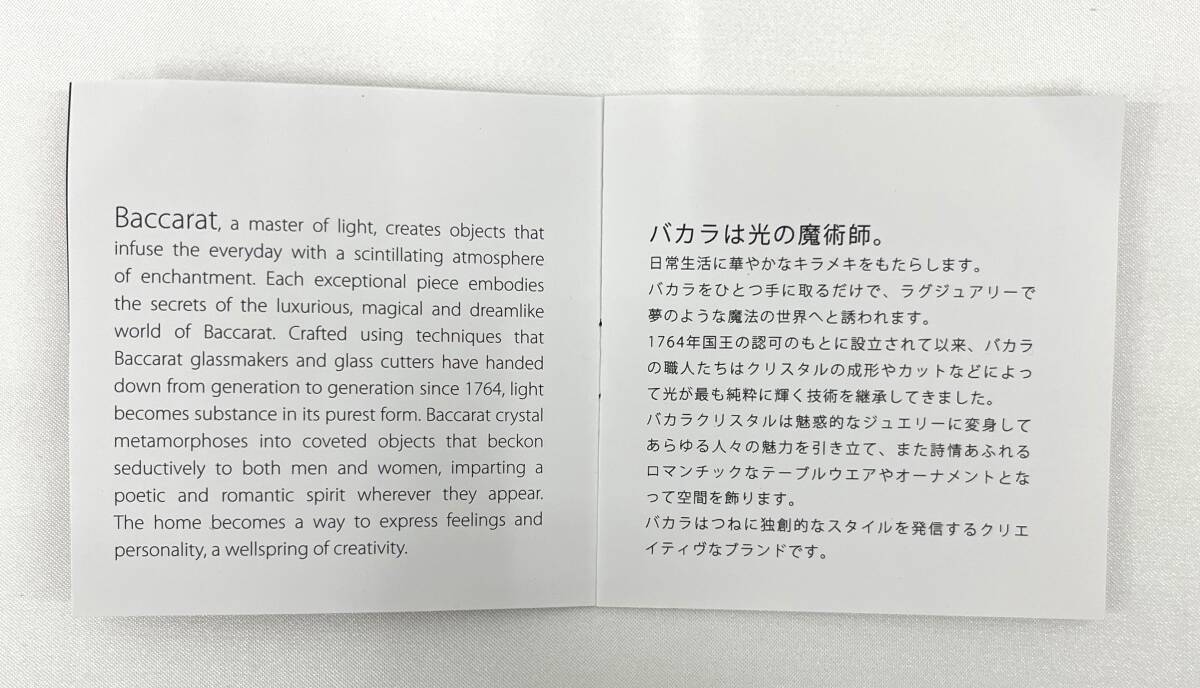 Baccarat, a master of light, creates objects that
infuse the everyday with a scintillating atmosphere
of enchantment. Each exceptional piece embodies
the secrets of the luxurious, magical and dreamlike
world of Baccarat. Crafted using techniques that
Baccarat glassmakers and glass cutters have handed
down from generation to generation since 1764, light
becomes substance in its purest form. Baccarat crystal
metamorphoses into coveted objects that beckon
seductively to both men and women, imparting a
poetic and romantic spirit wherever they appear.
The home becomes a way to express feelings and
personality, a wellspring of creativity.
バカラは光の魔術師。
日常生活に華やかなキラメキをもたらします。
バカラをひとつ手に取るだけで、ラグジュアリーで
夢のような魔法の世界へと誘われます。
1764年国王の認可のもとに設立されて以来、バカラ
の職人たちはクリスタルの成形やカットなどによっ
て光が最も純粋に輝く技術を継承してきました。
バカラクリスタルは魅惑的なジュエリーに変身して
あらゆる人々の魅力を引き立て、また詩情あふれる
ロマンチックなテーブルウエアやオーナメントとな
って空間を飾ります。
バカラはつねに独創的なスタイルを発信するクリエ
イティヴなブランドです。